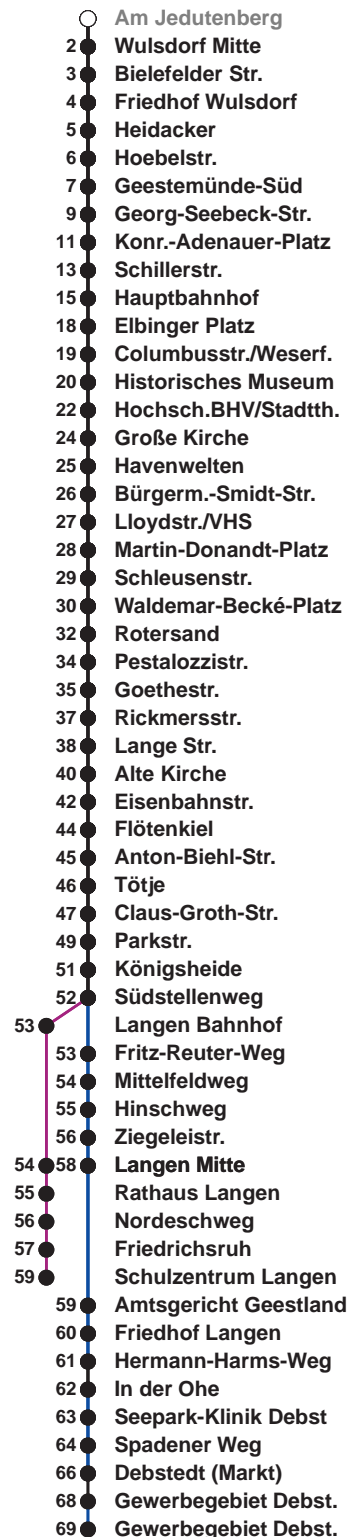 Am Jedutenberg
2 Wulsdorf Mitte
3 Bielefelder Str.
4 Friedhof Wulsdorf
5 Heidacker
6 Hoebelstr.
7 Geestemünde-Süd
9 Georg-Seebeck-Str.
11 Konr.-Adenauer-Platz
13 Schillerstr.
15 Hauptbahnhof
18 Elbinger Platz
19 Columbusstr./Weserf.
20 Historisches Museum
22 Hochsch.BHV/Stadtth.
24 Große Kirche
25 Havenwelten
26 Bürgerm.-Smidt-Str.
27 Lloydstr./VHS
28 Martin-Donandt-Platz
29 Schleusenstr.
30 Waldemar-Becké-Platz
32 Rotersand
34 Pestalozzistr.
35 Goethestr.
37 Rickmersstr.
38 Lange Str.
40 Alte Kirche
42 Eisenbahnstr.
44 Flötenkiel
45 Anton-Biehl-Str.
46 Tötje
47 Claus-Groth-Str.
49 Parkstr.
51 Königsheide
52 Südstellenweg
53 Langen Bahnhof
53 Fritz-Reuter-Weg
54 Mittelfeldweg
55 Hinschweg
56 Ziegeleistr.
54 58 Langen Mitte
55 Rathaus Langen
56 Nordeschweg
57 Friedrichsruh
59 Schulzentrum Langen
59 Amtsgericht Geestland
60 Friedhof Langen
61 Hermann-Harms-Weg
62 In der Ohe
63 Seepark-Klinik Debst
64 Spadener Weg
66 Debstedt (Markt)
68 Gewerbegebiet Debst.
69 Gewerbegebiet Debst.